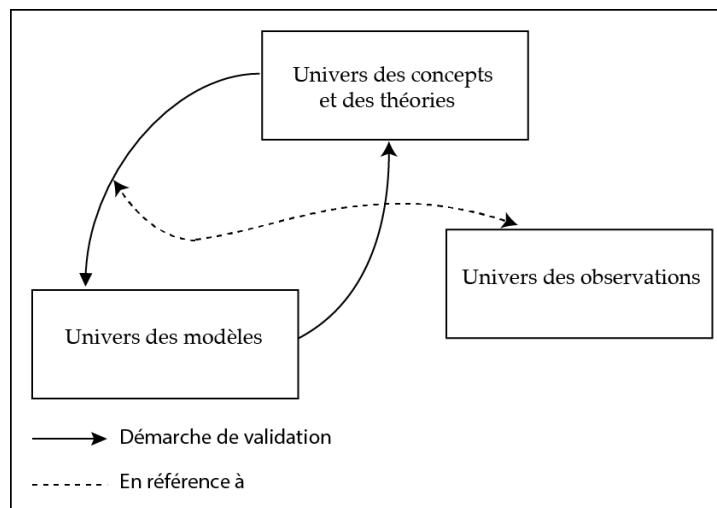 Univers des concepts
et des théories
Univers des observations
Univers des modèles
Démarche de validation
En référence à